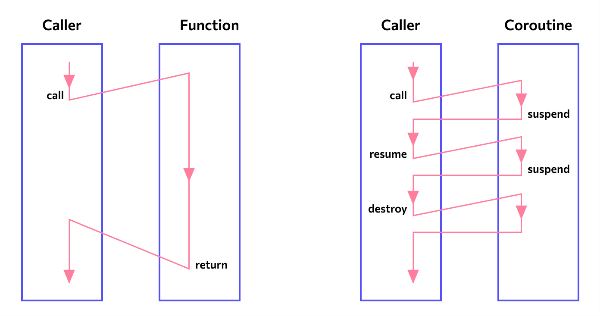 Caller
Function
call
return
Caller
Coroutine
call
suspend
resume
suspend
destroy